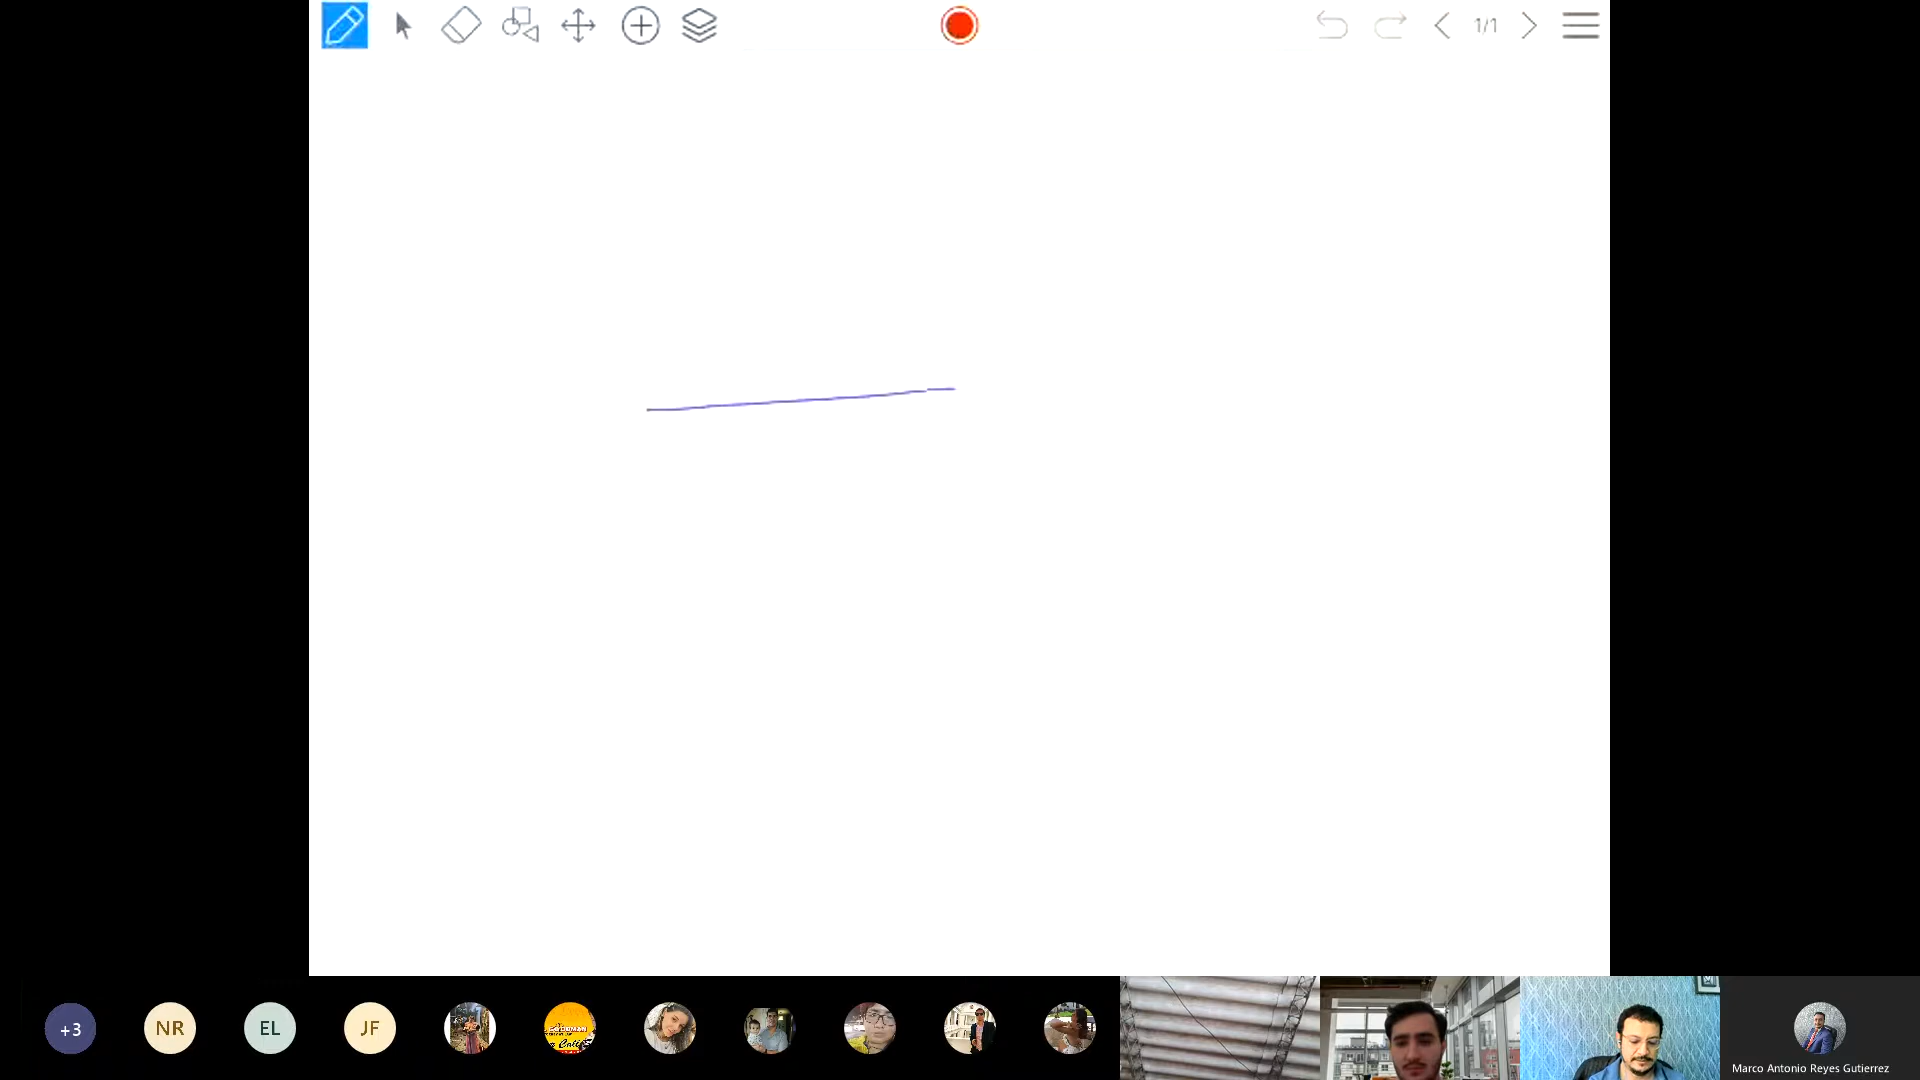 1/1
+3
NR
EL
JF
Marco Antonio Reyes Gutierrez